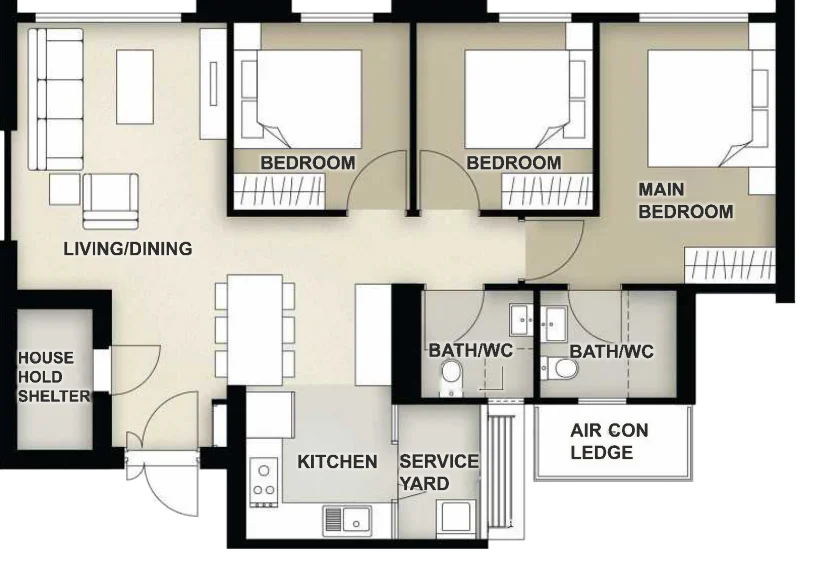 BEDROOM
BEDROOM
MAIN
BEDROOM
LIVING/DINING
HOUSE
HOLD
SHELTER
BATH/WC
BATH/WC
KITCHEN
SERVICE
YARD
AIR CON
LEDGE